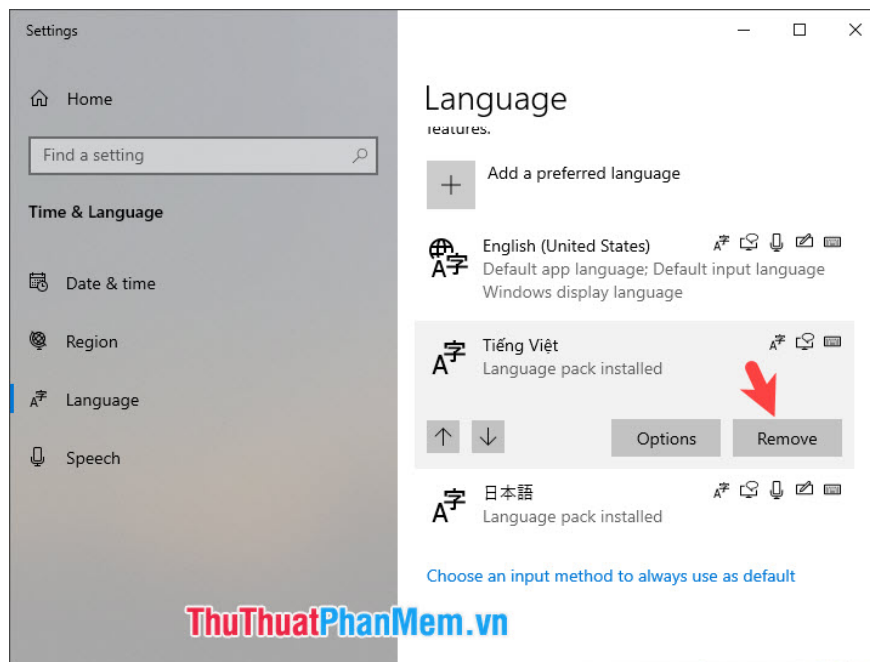 Settings
Home
Find a setting
Time & Language
Date & time
Region
Language
Speech
Language
features.
Add a preferred language
English (United States)
Default app language; Default input language
Windows display language
Tiếng Việt
Language pack installed
Options
Remove
日本語
Language pack installed
Choose an input method to always use as default
ThuThuatPhanMem.vn